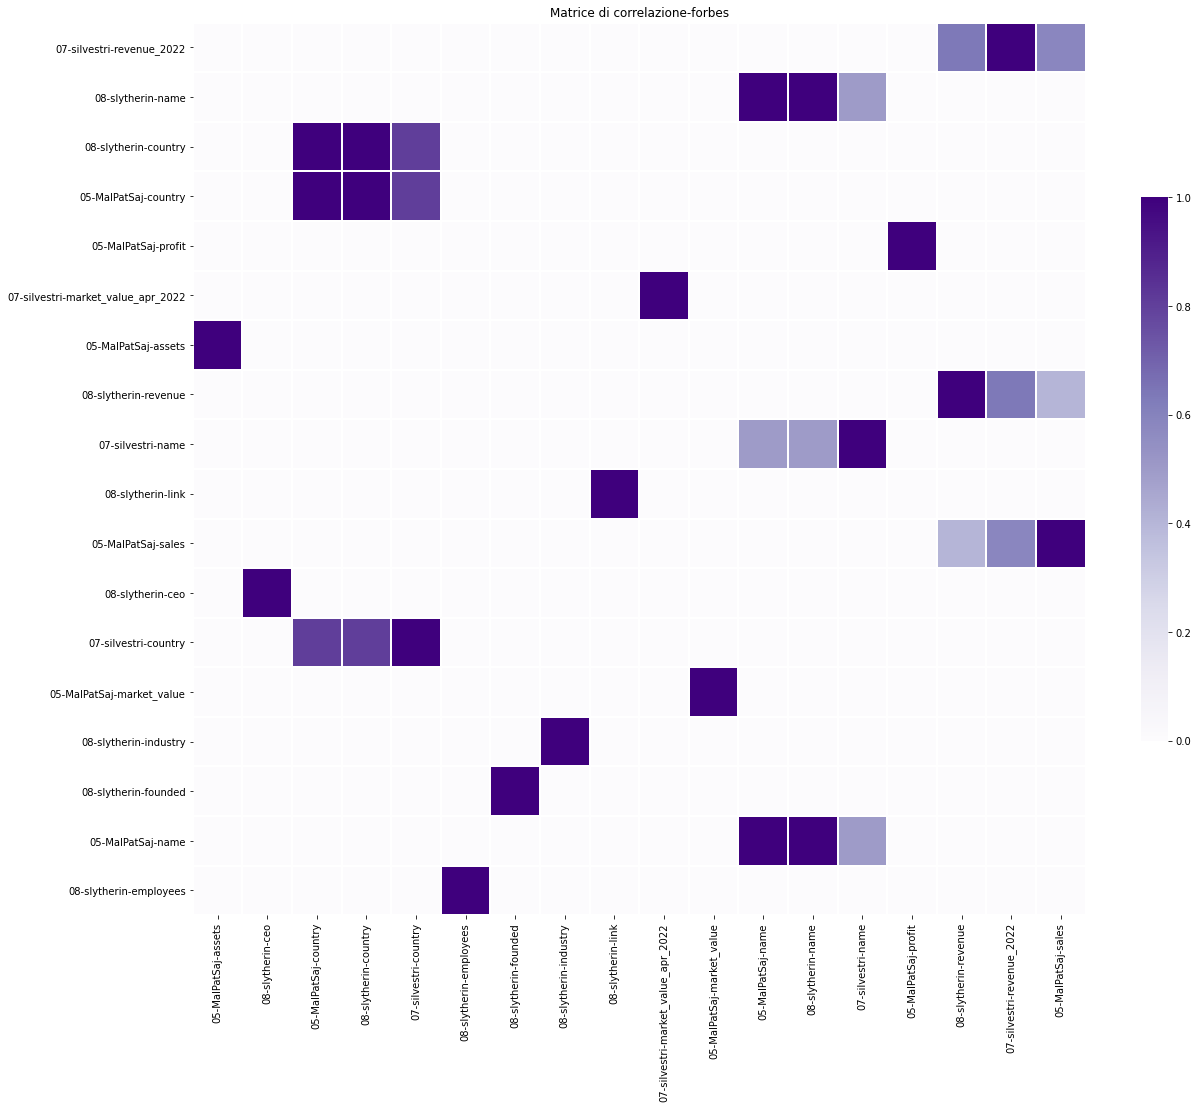 Matrice di correlazione-forbes
07-silvestri-revenue_2022
08-slytherin-name
08-slytherin-country
05-MalPatSaj-country
05-MalPatSaj-profit
07-silvestri-market_value_apr_2022
05-MalPatSaj-assets
08-slytherin-revenue
07-silvestri-name
08-slytherin-link
05-MalPatSaj-sales
08-slytherin-ceo
07-silvestri-country
05-MalPatSaj-market_value
08-slytherin-industry
08-slytherin-founded
05-MalPatSaj-name
08-slytherin-employees
05-MalPatSaj-assets
08-slytherin-ceo
05-MalPatSaj-country
08-slytherin-country
07-silvestri-country
08-slytherin-employees
08-slytherin-founded
08-slytherin-industry
08-slytherin-link
07-silvestri-market_value_apr_2022
05-MalPatSaj-market_value
05-MalPatSaj-name
08-slytherin-name
07-silvestri-name
05-MalPatSaj-profit
08-slytherin-revenue
07-silvestri-revenue_2022
05-MalPatSaj-sales
1.0
0.8
0.6
0.4
0.2
0.0